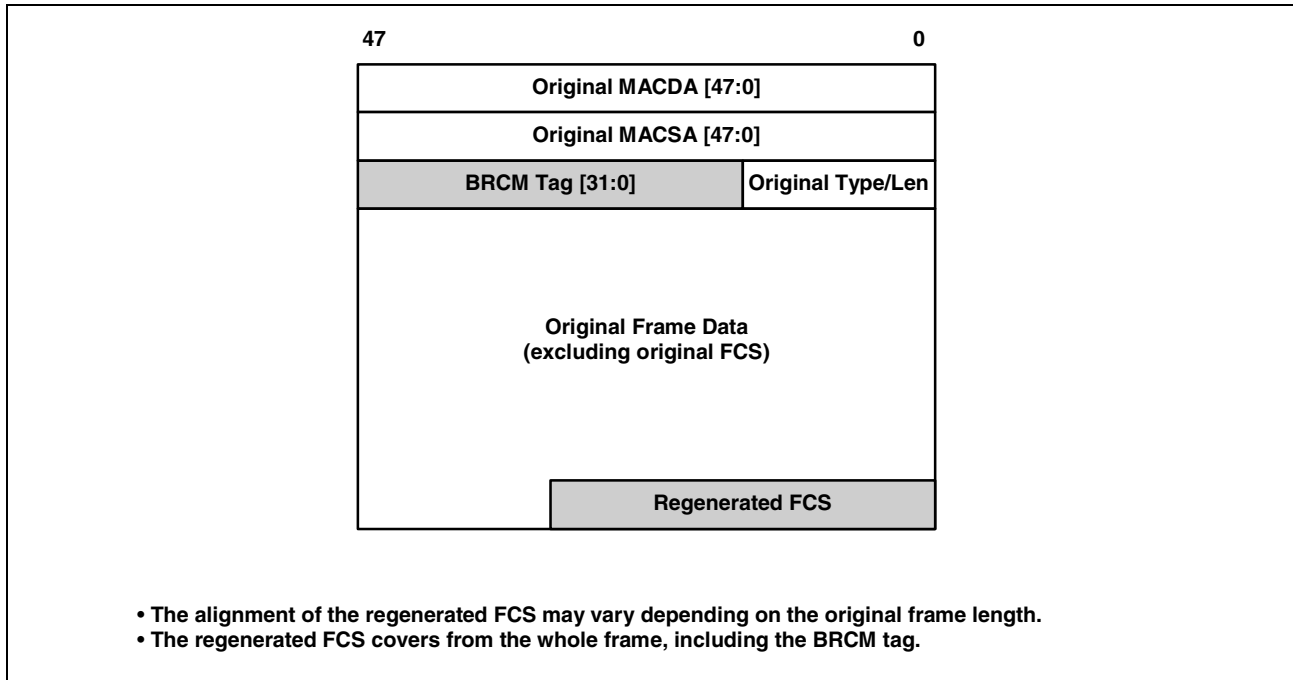 47 0
Original MACDA [47:0]
Original MACSA [47:0]
BRCM Tag [31:0] Original Type/Len
Original Frame Data
(excluding original FCS)
Regenerated FCS
• The alignment of the regenerated FCS may vary depending on the original frame length.
• The regenerated FCS covers from the whole frame, including the BRCM tag.